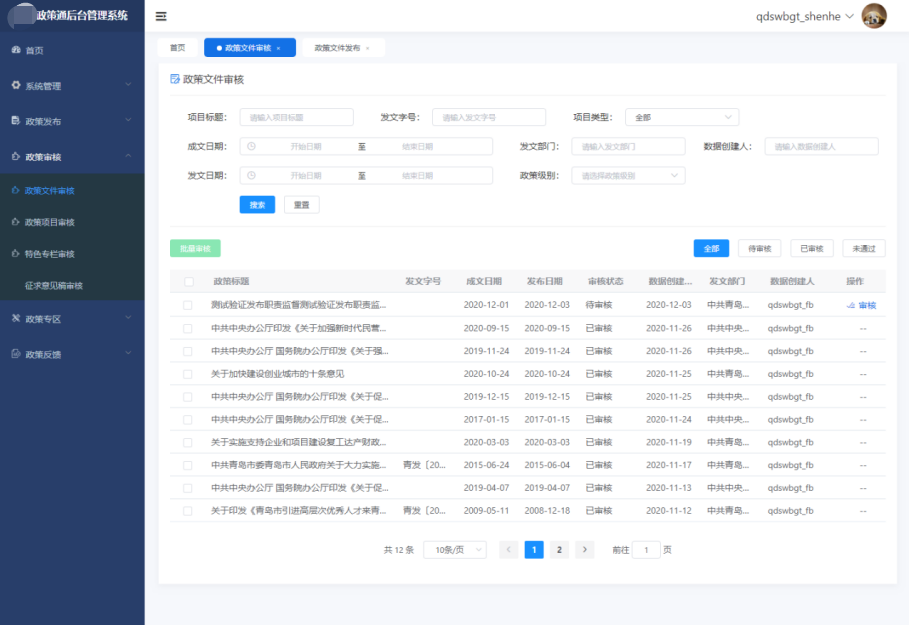 政策通后台管理系统
qdswbgt_shenhe
首页
系统管理
政策发布
政策审核
政策文件审核
政策项目审核
特色专栏审核
征求意见稿审核
政策专区
政策反馈
首页 政策文件审核 × 政策文件发布 ×
政策文件审核
项目标题: 请输入项目标题 发文字号: 请输入发文字号 项目类型: 全部
成文日期: 开始日期 至 结束日期 发文部门: 请输入发文部门 数据创建人: 请输入数据创建人
发文日期: 开始日期 至 结束日期 政策级别: 请选择政策级别
搜索 重置
批量审核 全部 待审核 已审核 未通过
政策标题 发文字号 成文日期 发布日期 审核状态 数据创建... 发文部门 数据创建人 操作
测试验证发布职责监督测试验证发布职责监... 2020-12-01 2020-12-03 待审核 2020-12-03 中共青岛... qdswbgt_fb 审核
中共中央办公厅印发《关于加强新时代民营... 2020-09-15 2020-09-15 已审核 2020-11-26 中共中央... qdswbgt_fb --
中共中央办公厅 国务院办公厅印发《关于强... 2019-11-24 2019-11-24 已审核 2020-11-26 中共中央... qdswbgt_fb --
关于加快建设创业城市的十条意见 2020-10-24 2020-10-24 已审核 2020-11-25 中共青岛... qdswbgt_fb --
中共中央办公厅 国务院办公厅印发《关于促... 2019-12-15 2019-12-15 已审核 2020-11-25 中共中央... qdswbgt_fb --
中共中央办公厅 国务院办公厅印发《关于促... 2017-01-15 2017-01-15 已审核 2020-11-24 中共中央... qdswbgt_fb --
关于实施支持企业和项目建设复工达产财政... 2020-03-03 2020-03-03 已审核 2020-11-19 中共青岛... qdswbgt_fb --
中共青岛市委青岛市人民政府关于大力实施... 青发〔20... 2015-06-24 2015-06-04 已审核 2020-11-17 中共青岛... qdswbgt_fb --
中共中央办公厅 国务院办公厅印发《关于促... 2019-04-07 2019-04-07 已审核 2020-11-13 中共中央... qdswbgt_fb --
关于印发《青岛市引进高层次优秀人才来青... 青发〔20... 2009-05-11 2008-12-18 已审核 2020-11-12 中共青岛... qdswbgt_fb --
共 12 条 10条/页 < 1 2 > 前往 1 页